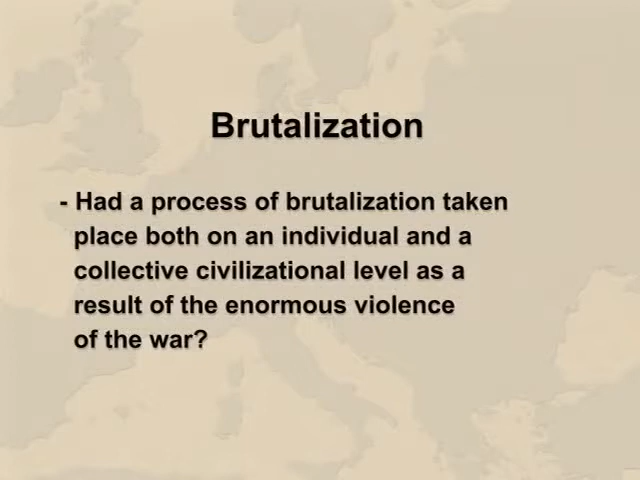 Brutalization
- Had a process of brutalization taken
place both on an individual and a
collective civilizational level as a
result of the enormous violence
of the war?